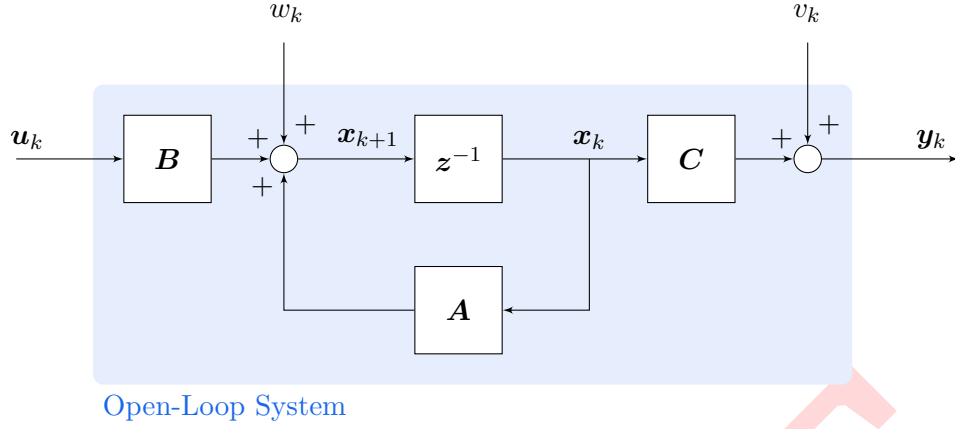 w_k v_k
u_k B + + x_{k+1} z^{-1} x_k C + + y_k
+
A
Open-Loop System